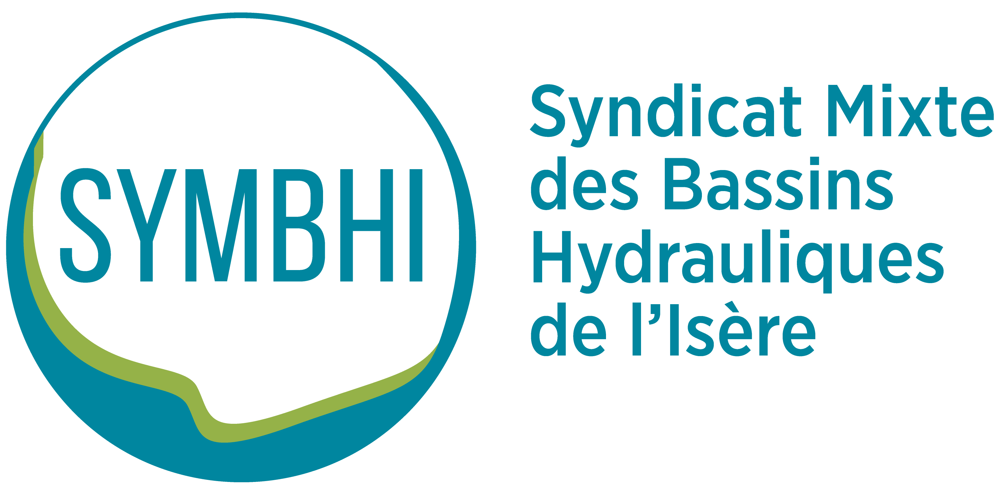 SYMBHI
Syndicat Mixte
des Bassins
Hydrauliques
de l’Isère